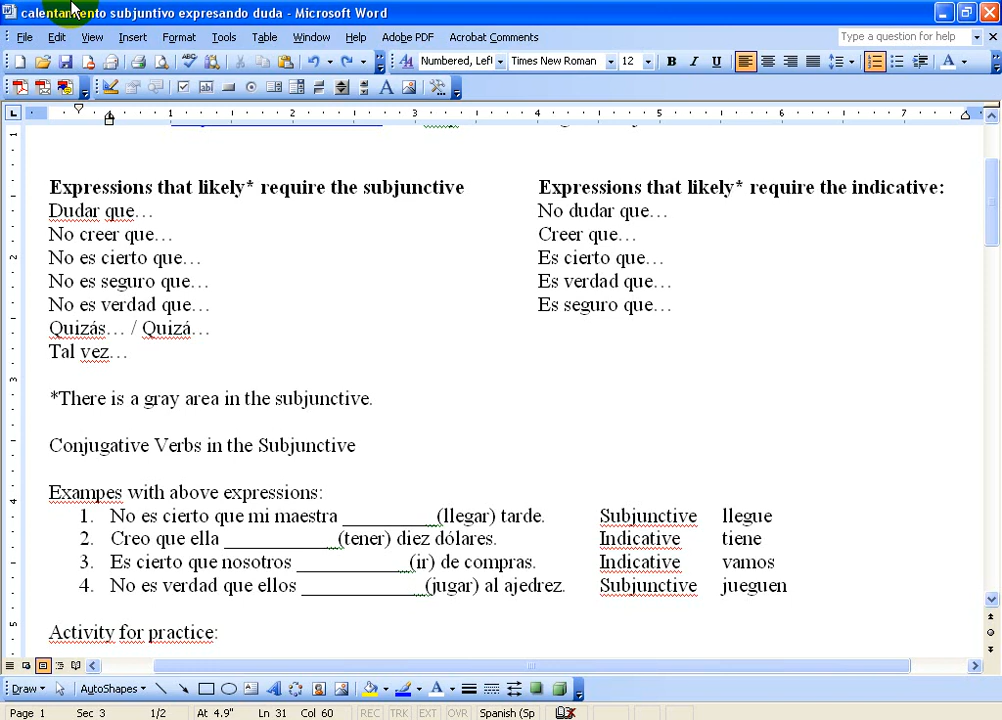 calentamiento subjuntivo expresando duda - Microsoft Word
File Edit View Insert Format Tools Table Window Help Adobe PDF Acrobat Comments Type a question for help
Numbered, Left Times New Roman 12 B I U A
1 2 3 4 5 6 7
Expressions that likely* require the subjunctive Expressions that likely* require the indicative:
Dudar que… No dudar que…
No creer que… Creer que…
No es cierto que… Es cierto que…
No es seguro que… Es verdad que…
No es verdad que… Es seguro que…
Quizás… / Quizá…
Tal vez…
*There is a gray area in the subjunctive.
Conjugative Verbs in the Subjunctive
Exampes with above expressions:
1. No es cierto que mi maestra __________(llegar) tarde. Subjunctive llegue
2. Creo que ella ____________(tener) diez dólares. Indicative tiene
3. Es cierto que nosotros ____________(ir) de compras. Indicative vamos
4. No es verdad que ellos _____________(jugar) al ajedrez. Subjunctive jueguen
Activity for practice:
Draw AutoShapes
Page 1 Sec 3 1/2 At 4.9" Ln 31 Col 60 REC TRK EXT OVR Spanish (Sp